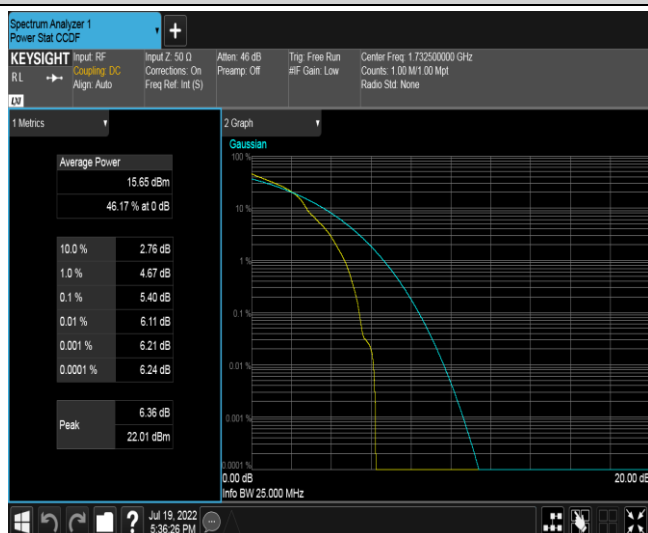 Spectrum Analyzer 1
Power Stat CCDF
+
KEYSIGHT
RL
LXI
Input: RF
Coupling: DC
Align: Auto
Input Z: 50 Ω
Corrections: On
Freq Ref: Int (S)
Atten: 46 dB
Preamp: Off
Trig: Free Run
#IF Gain: Low
Center Freq: 1.732500000 GHz
Counts: 1.00 M/1.00 Mpt
Radio Std: None
1 Metrics
Average Power
15.65 dBm
46.17 % at 0 dB
10.0 % 2.76 dB
1.0 % 4.67 dB
0.1 % 5.40 dB
0.01 % 6.11 dB
0.001 % 6.21 dB
0.0001 % 6.24 dB
Peak
6.36 dB
22.01 dBm
2 Graph
Gaussian
100 %
10 %
1 %
0.1 %
0.01 %
0.001 %
0.0001 %
0.00 dB 20.00 dB
Info BW 25.000 MHz
?
Jul 19, 2022
5:36:26 PM